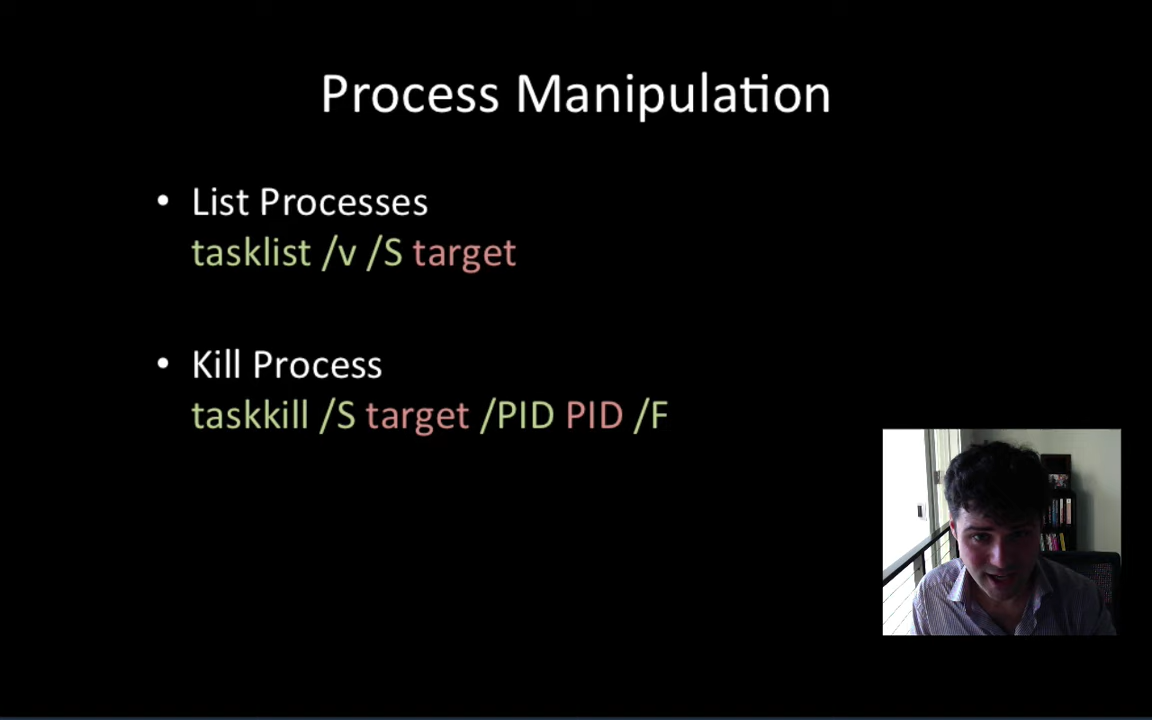 Process Manipulation
• List Processes
tasklist /v /S target
• Kill Process
taskkill /S target /PID PID /F